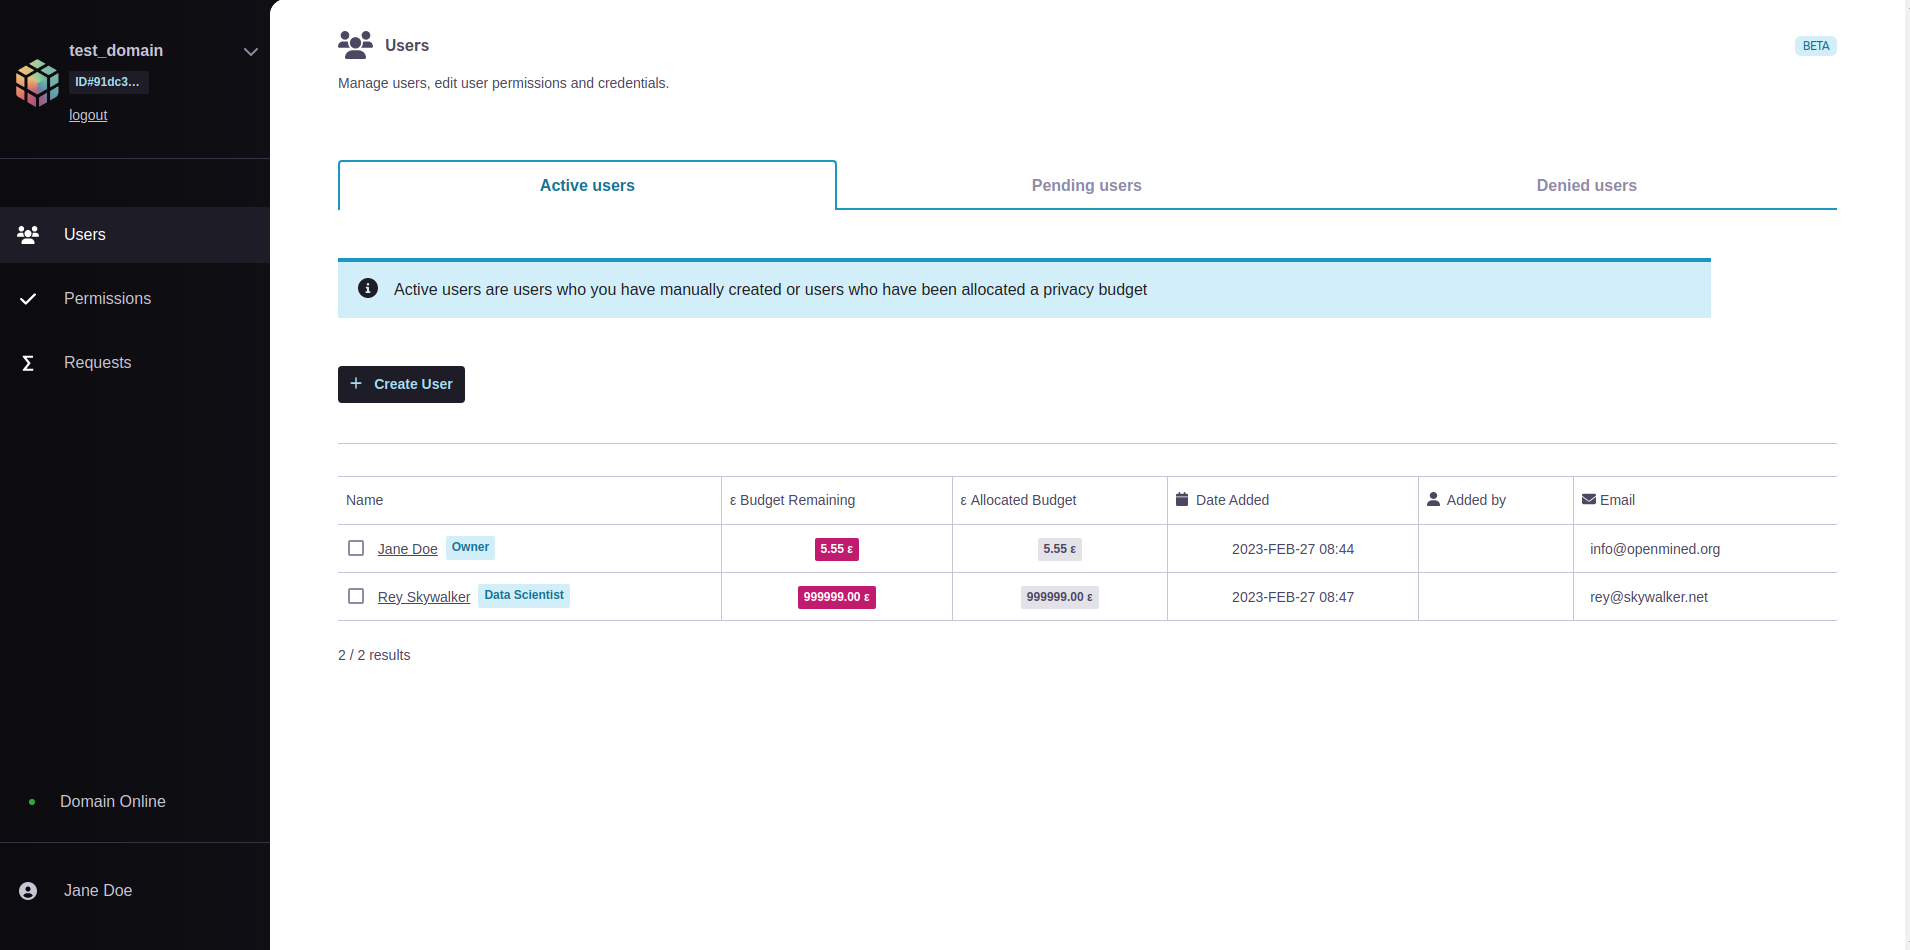 test_domain
ID#91dc3...
logout
Users
Permissions
Requests
Domain Online
Jane Doe
Users
BETA
Manage users, edit user permissions and credentials.
Active users Pending users Denied users
Active users are users who you have manually created or users who have been allocated a privacy budget
+ Create User
Name ε Budget Remaining ε Allocated Budget Date Added Added by Email
Jane Doe Owner 5.55 ε 5.55 ε 2023-FEB-27 08:44 info@openmined.org
Rey Skywalker Data Scientist 999999.00 ε 999999.00 ε 2023-FEB-27 08:47 rey@skywalker.net
2 / 2 results